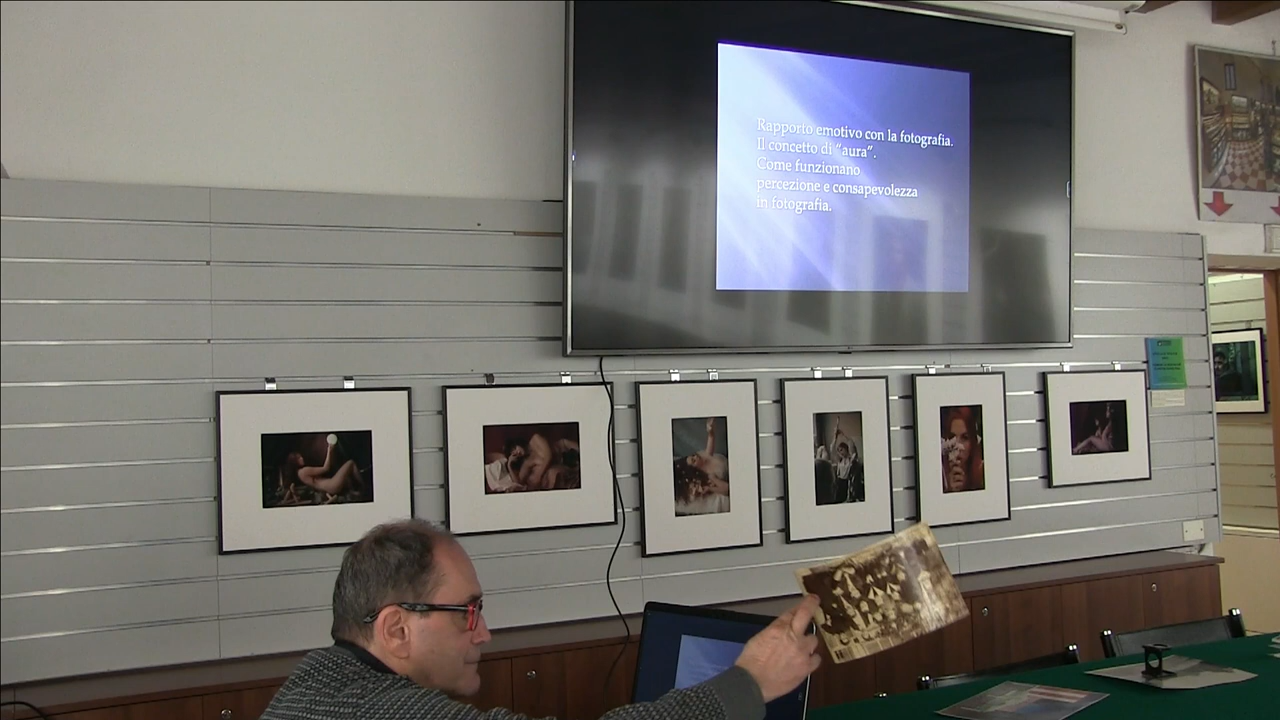 Rapporto emotivo con la fotografia.
Il concetto di "aura".
Come funzionano
percezione e consapevolezza
in fotografia.